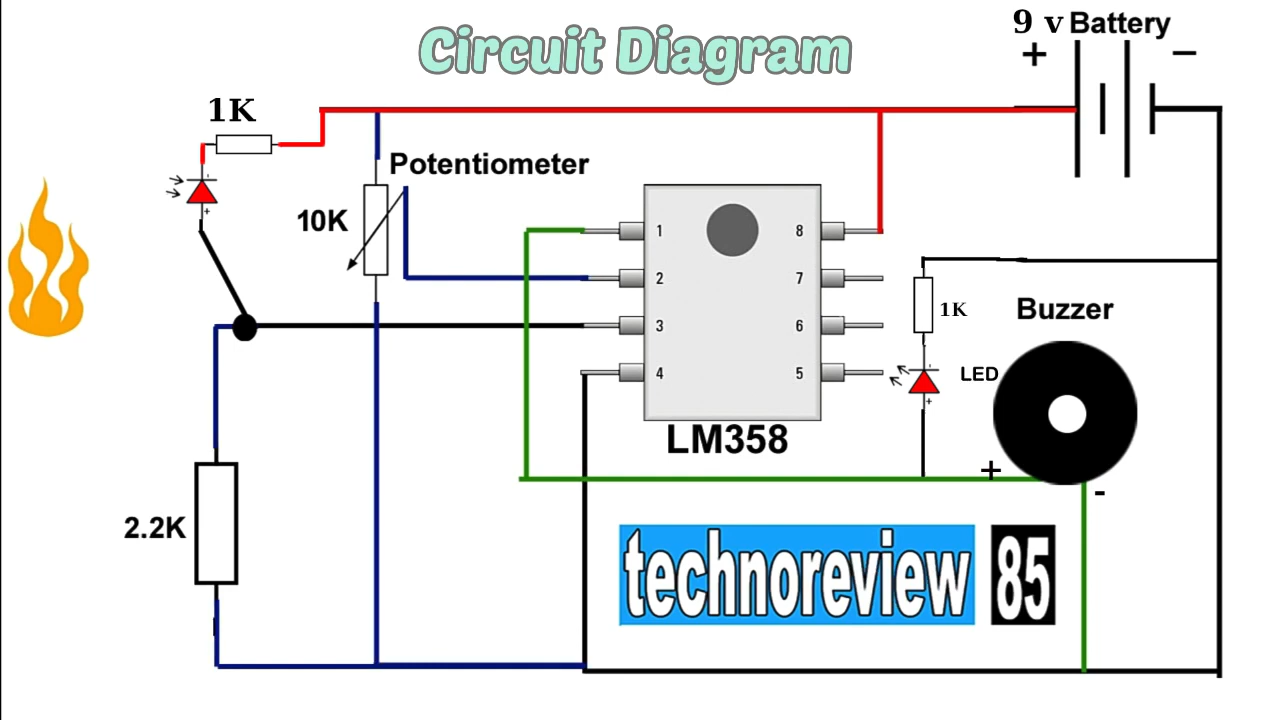 Circuit Diagram
9 v Battery
+ −
1K
Potentiometer
10K
-
+
1 8
2 7
3 6
4 5
LM358
1K
Buzzer
LED
-
+
+
-
2.2K
technoreview 85